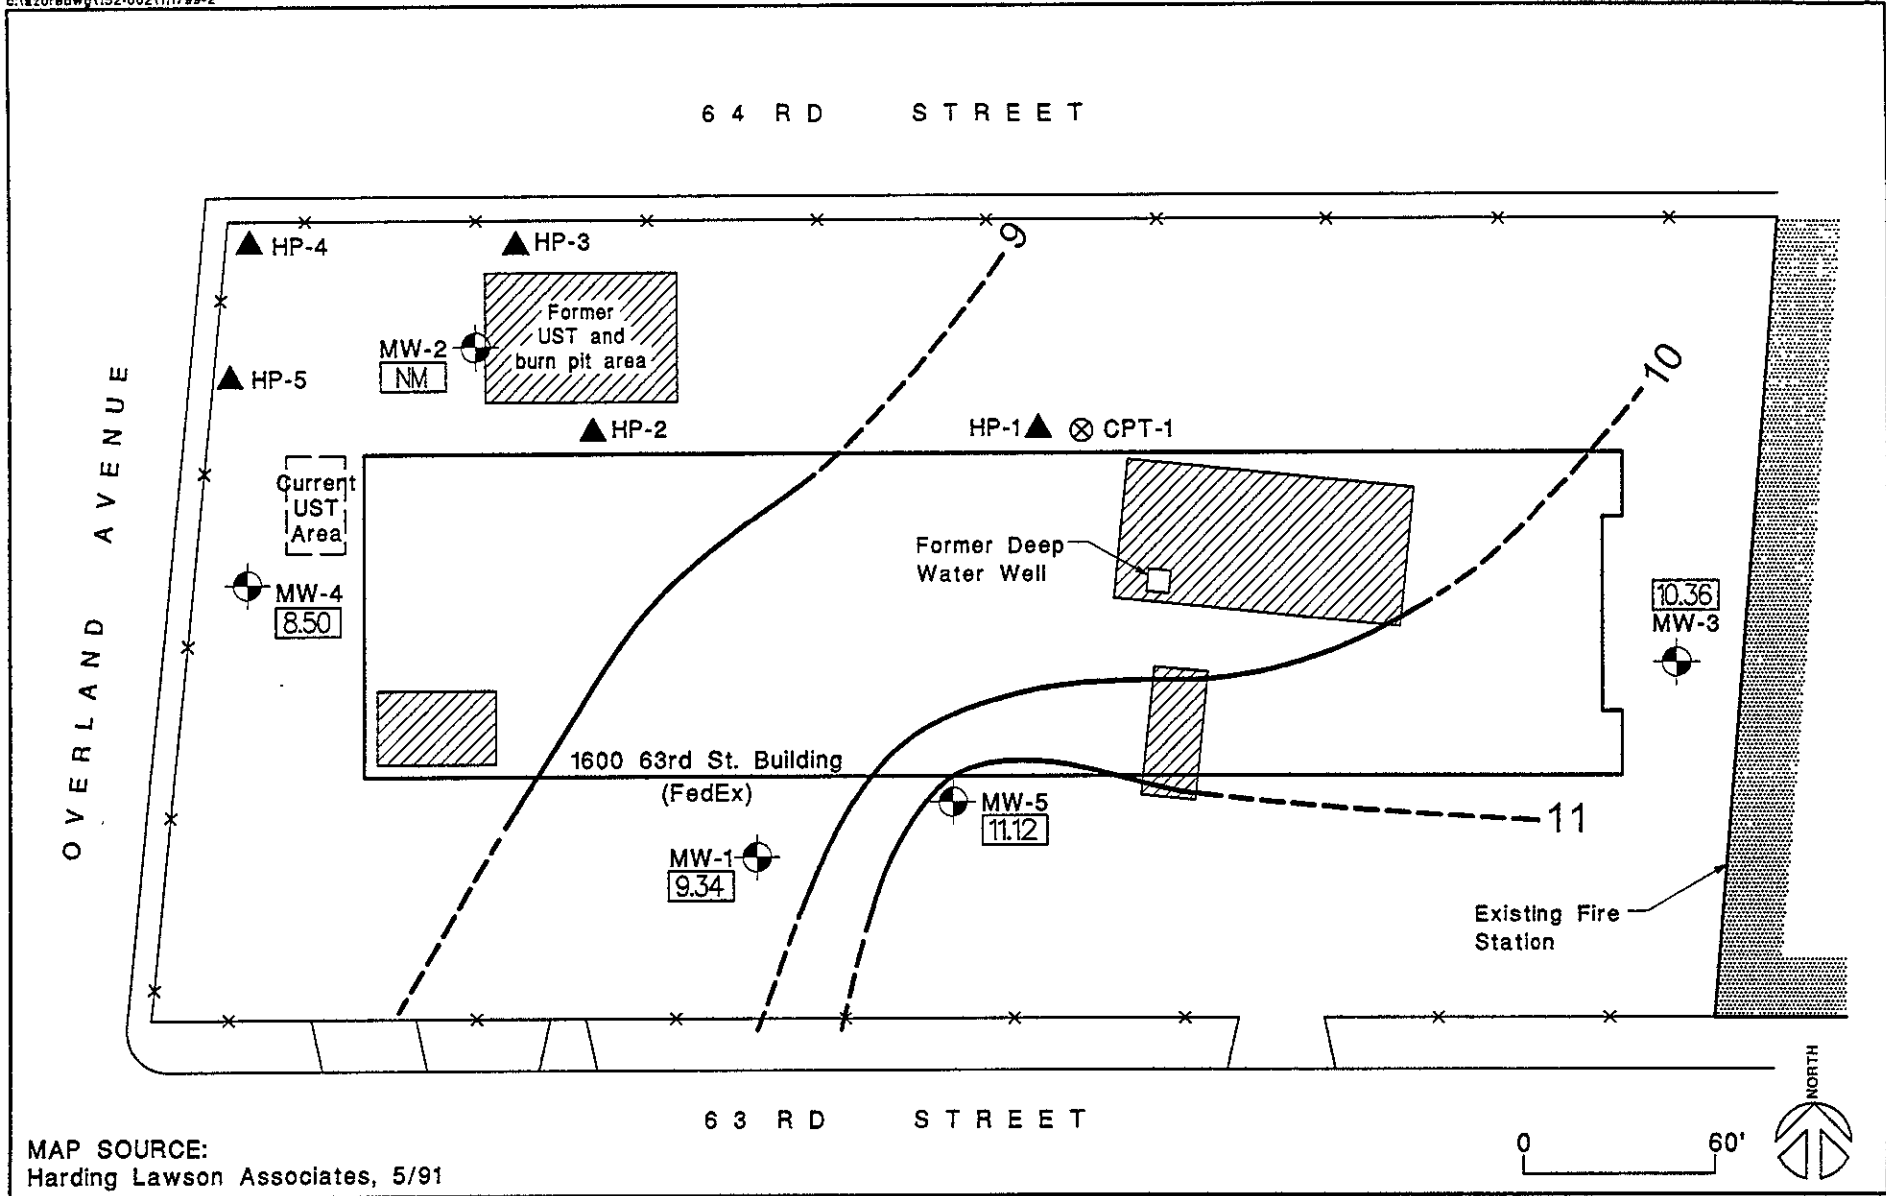 64 RD STREET
HP-4
HP-3
9
Former
UST and
burn pit area
MW-2
NM
HP-5
HP-2
HP-1
CPT-1
10
OVERLAND AVENUE
Current
UST
Area
Former Deep
Water Well
MW-4
8.50
10.36
MW-3
1600 63rd St. Building
(FedEx)
MW-5
11.12
11
MW-1
9.34
Existing Fire
Station
63 RD STREET
NORTH
MAP SOURCE:
Harding Lawson Associates, 5/91
0 60'